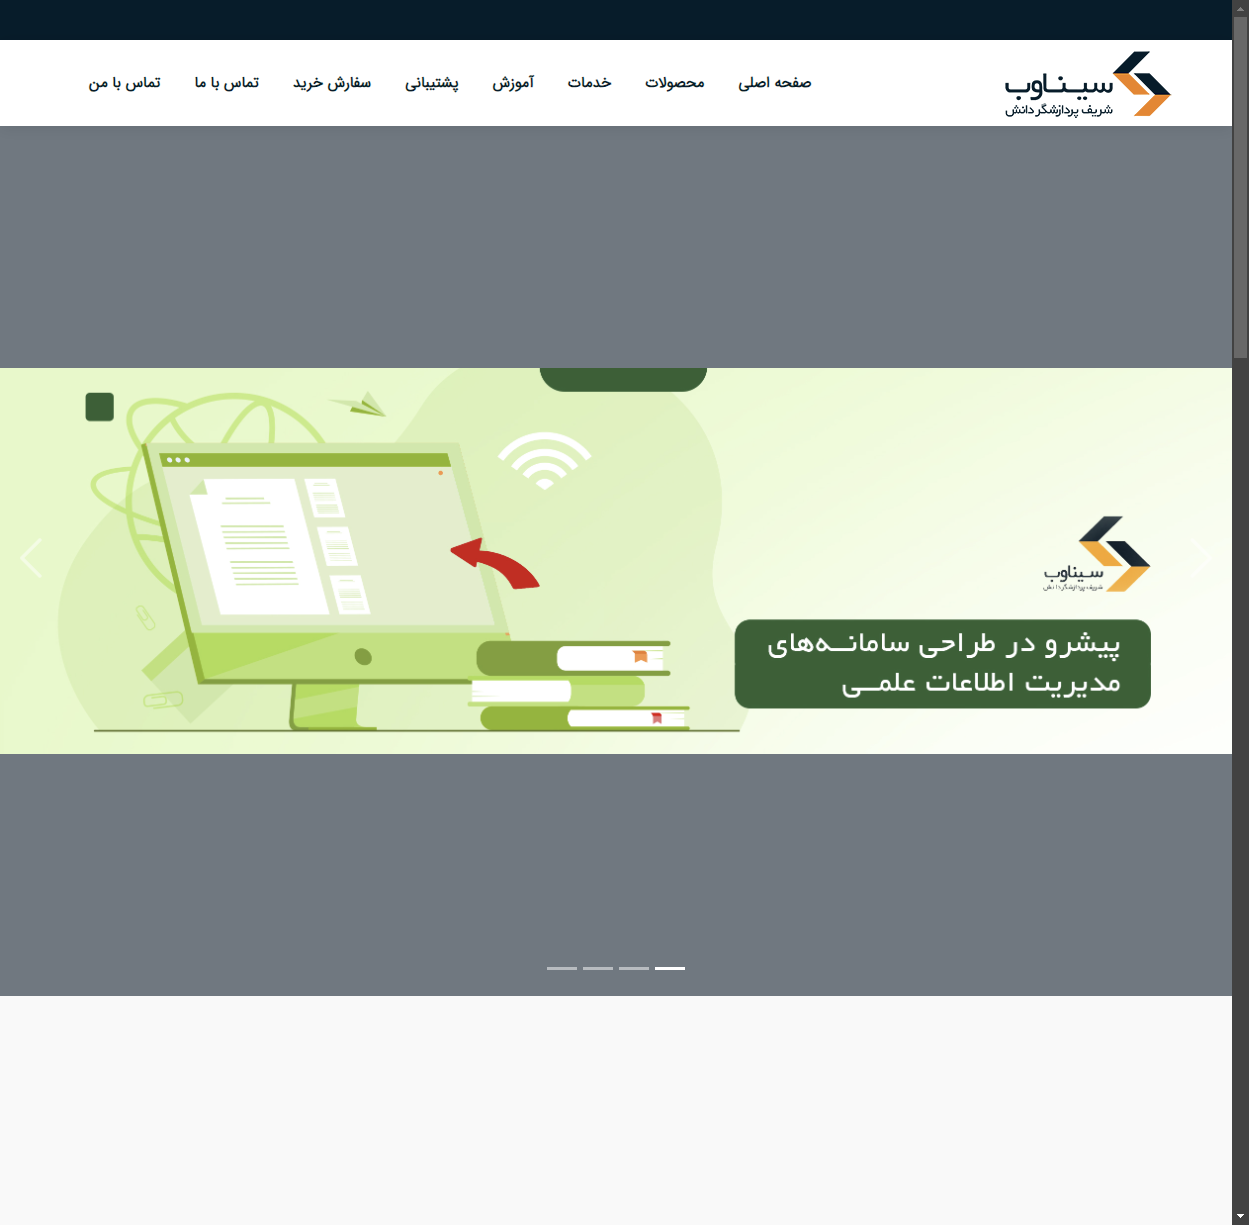 سیناوب
شریف پردازشگر دانش
صفحه اصلی
محصولات
خدمات
آموزش
پشتیبانی
سفارش خرید
تماس با ما
تماس با من
سیناوب
شریف پردازشگر دانش
پیشرو در طراحی سامانه‌های
مدیریت اطلاعات علمی